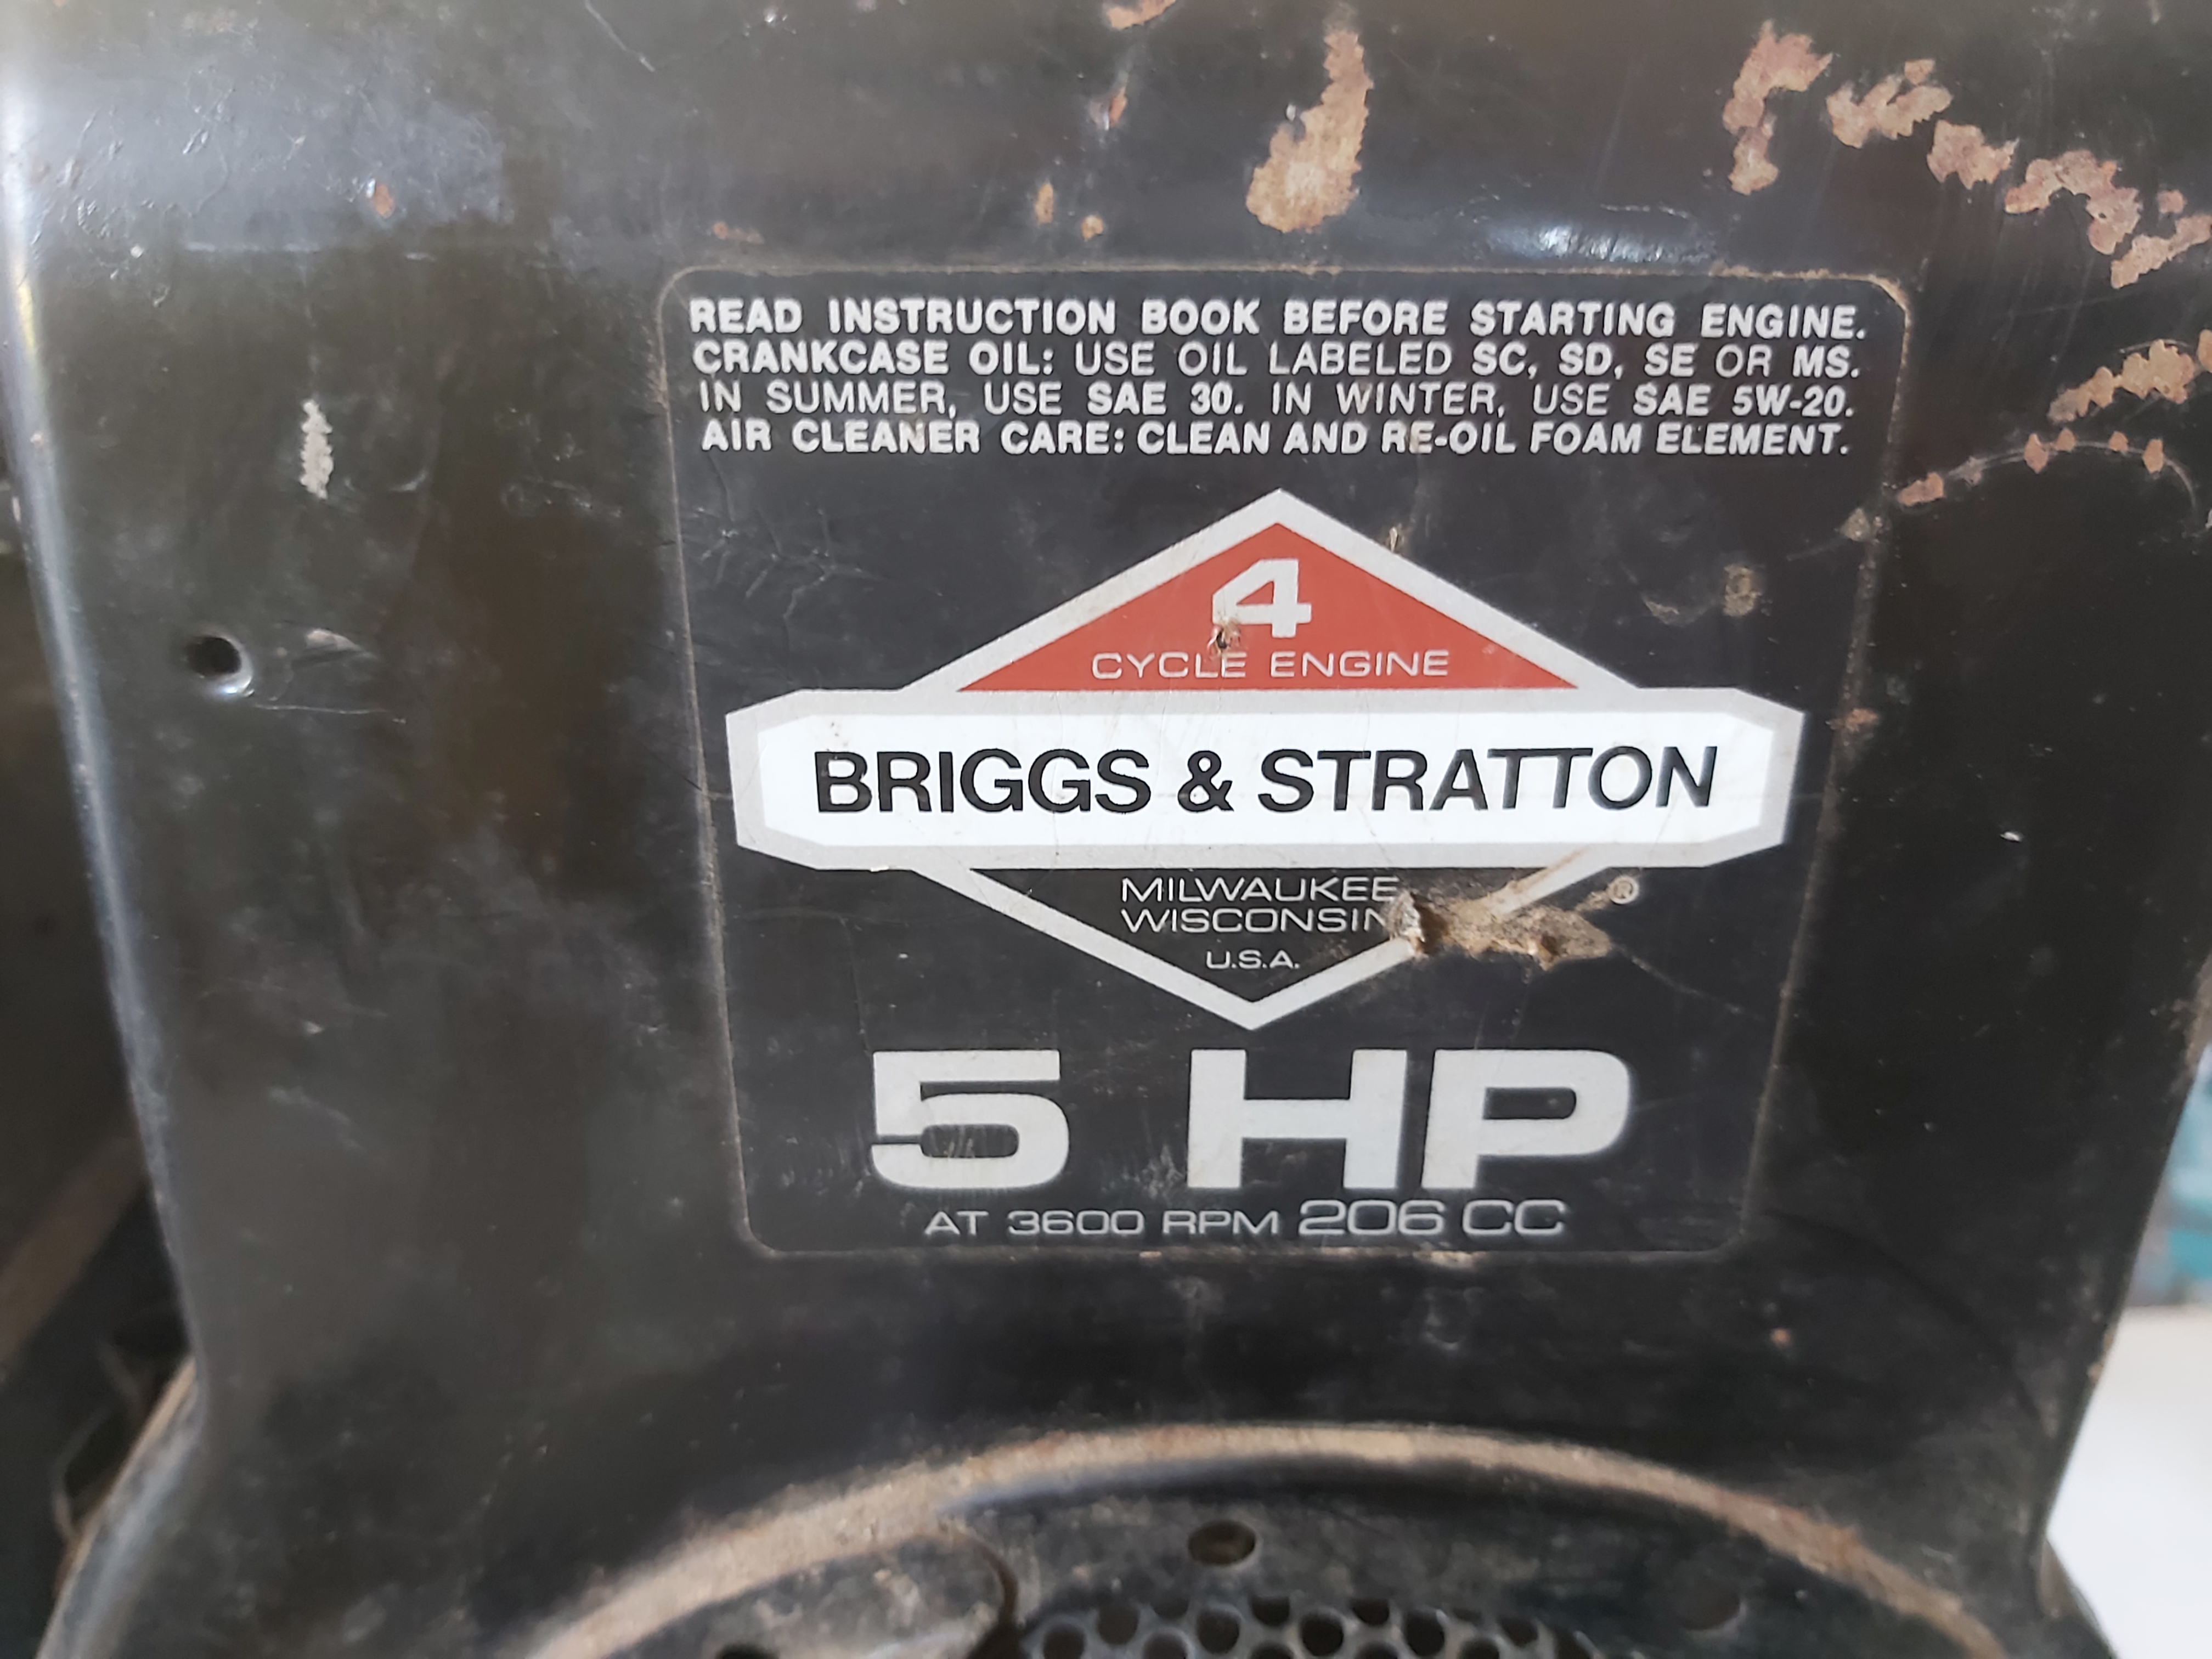 READ INSTRUCTION BOOK BEFORE STARTING ENGINE.
CRANKCASE OIL: USE OIL LABELED SC, SD, SE OR MS.
IN SUMMER, USE SAE 30. IN WINTER, USE SAE 5W-20.
AIR CLEANER CARE: CLEAN AND RE-OIL FOAM ELEMENT.
4
CYCLE ENGINE
BRIGGS & STRATTON
MILWAUKEE
WISCONSIN
U.S.A.
®
5 HP
AT 3600 RPM 206 CC